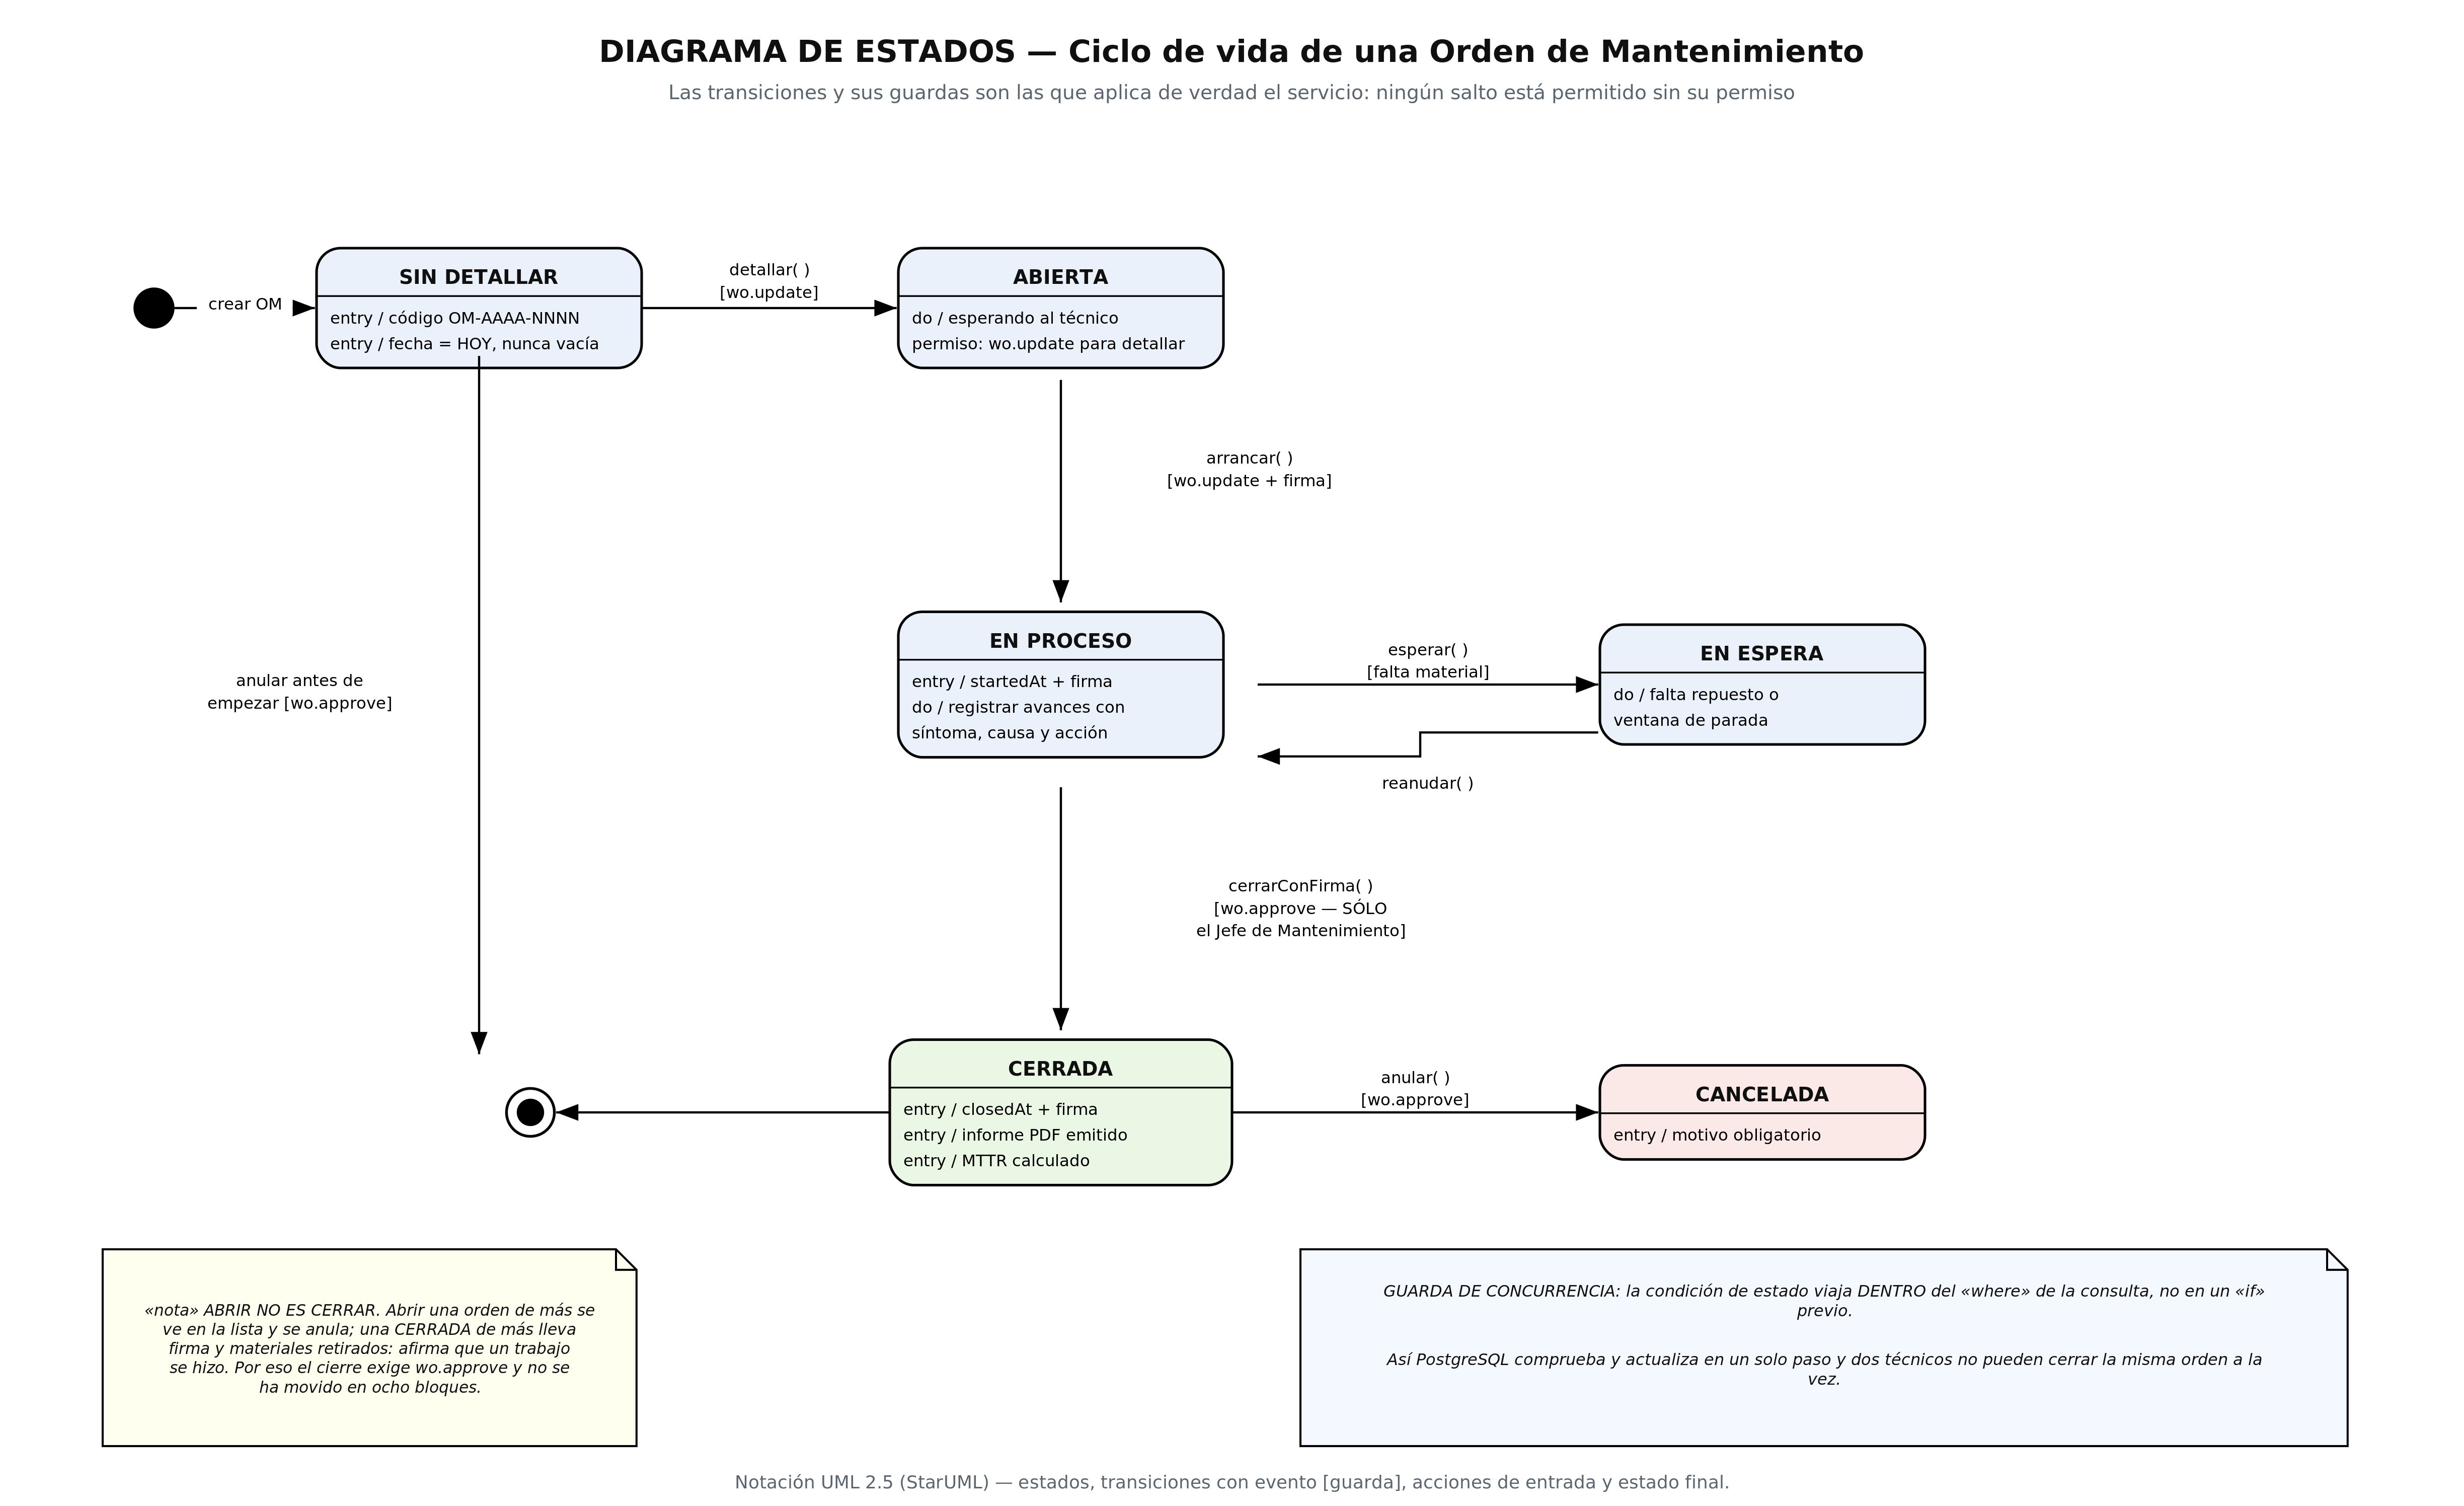 DIAGRAMA DE ESTADOS — Ciclo de vida de una Orden de Mantenimiento
Las transiciones y sus guardas son las que aplica de verdad el servicio: ningún salto está permitido sin su permiso
crear OM
SIN DETALLAR
entry / código OM-AAAA-NNNN
entry / fecha = HOY, nunca vacía
detallar( )
[wo.update]
ABIERTA
do / esperando al técnico
permiso: wo.update para detallar
arrancar( )
[wo.update + firma]
anular antes de
empezar [wo.approve]
EN PROCESO
entry / startedAt + firma
do / registrar avances con
síntoma, causa y acción
esperar( )
[falta material]
EN ESPERA
do / falta repuesto o
ventana de parada
reanudar( )
cerrarConFirma( )
[wo.approve — SÓLO
el Jefe de Mantenimiento]
CERRADA
entry / closedAt + firma
entry / informe PDF emitido
entry / MTTR calculado
anular( )
[wo.approve]
CANCELADA
entry / motivo obligatorio
«nota» ABRIR NO ES CERRAR. Abrir una orden de más se
ve en la lista y se anula; una CERRADA de más lleva
firma y materiales retirados: afirma que un trabajo
se hizo. Por eso el cierre exige wo.approve y no se
ha movido en ocho bloques.
GUARDA DE CONCURRENCIA: la condición de estado viaja DENTRO del «where» de la consulta, no en un «if»
previo.
Así PostgreSQL comprueba y actualiza en un solo paso y dos técnicos no pueden cerrar la misma orden a la
vez.
Notación UML 2.5 (StarUML) — estados, transiciones con evento [guarda], acciones de entrada y estado final.